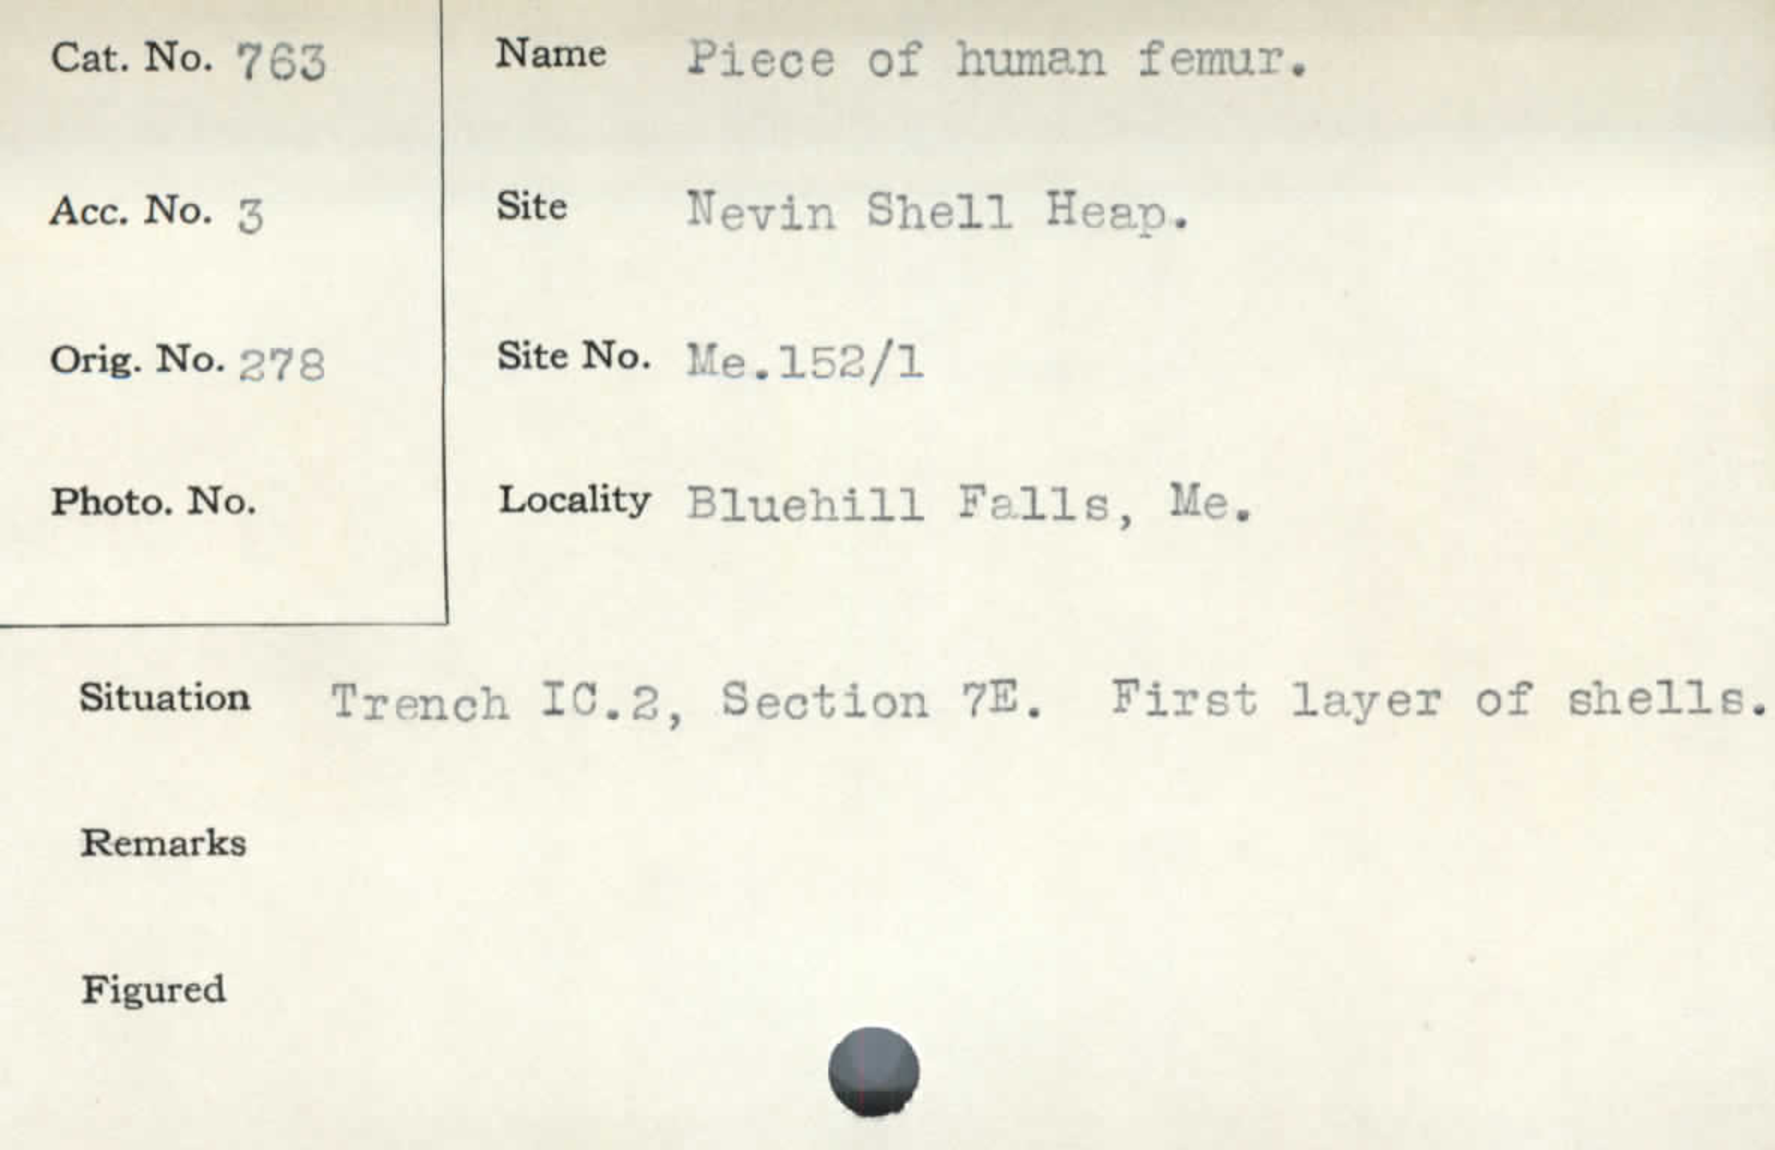 Cat. No. 763
Name Piece of human femur.
Acc. No. 3
Site Nevin Shell Heap.
Orig. No. 278
Site No. Me.152/1
Photo. No.
Locality Bluehill Falls, Me.
Situation Trench IC.2, Section 7E. First layer of shells.
Remarks
Figured